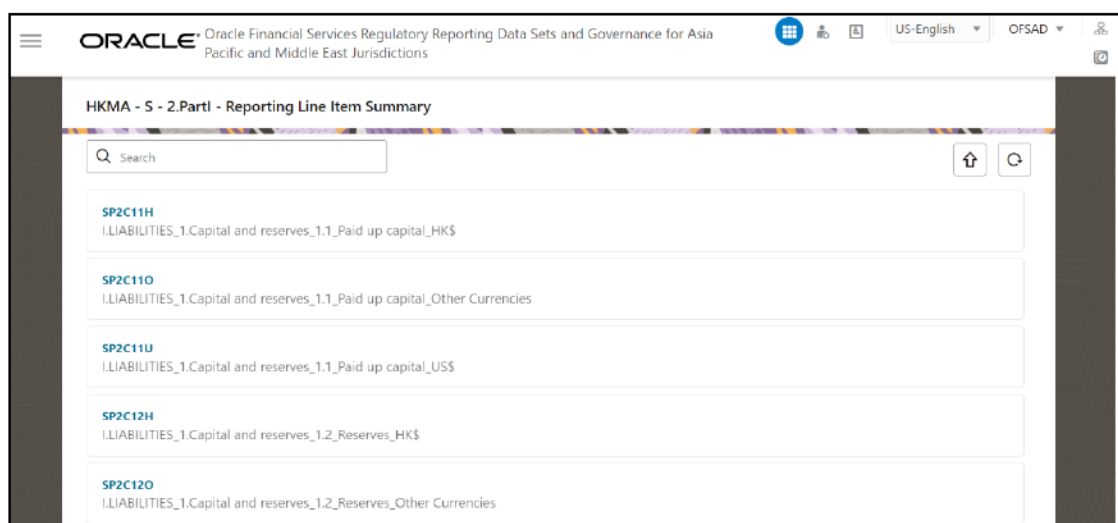 ORACLE® Oracle Financial Services Regulatory Reporting Data Sets and Governance for Asia
Pacific and Middle East Jurisdictions
US-English
OFSAD
HKMA - S - 2.PartI - Reporting Line Item Summary
Search
SP2C11H
I.LIABILITIES_1.Capital and reserves_1.1_Paid up capital_HK$
SP2C11O
I.LIABILITIES_1.Capital and reserves_1.1_Paid up capital_Other Currencies
SP2C11U
I.LIABILITIES_1.Capital and reserves_1.1_Paid up capital_US$
SP2C12H
I.LIABILITIES_1.Capital and reserves_1.2_Reserves_HK$
SP2C12O
I.LIABILITIES_1.Capital and reserves_1.2_Reserves_Other Currencies